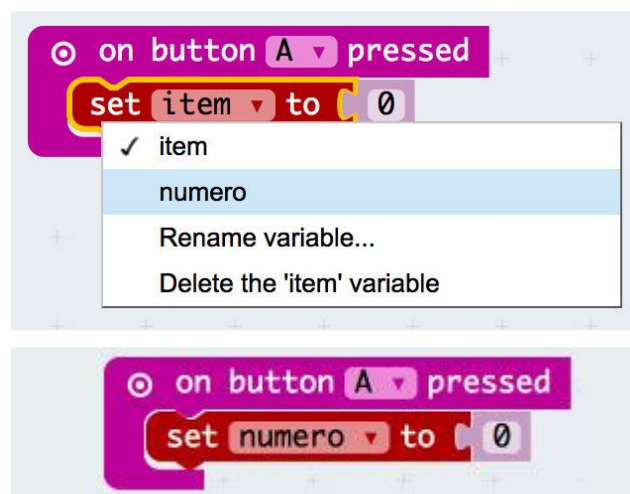 on button A pressed
set item to 0
✓ item
numero
Rename variable...
Delete the 'item' variable
on button A pressed
set numero to 0